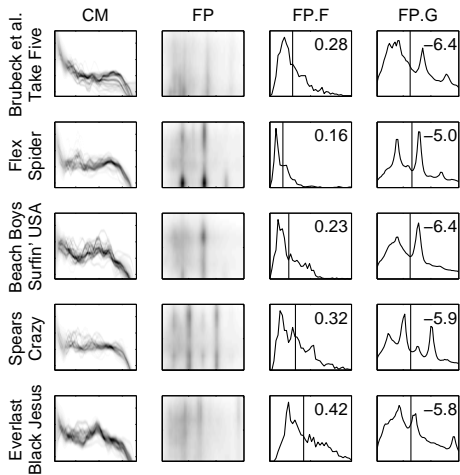 CM FP FP.F FP.G
Brubeck et al.
Take Five
0.28 −6.4
Flex
Spider
0.16 −5.0
Beach Boys
Surfin' USA
0.23 −6.4
Spears
Crazy
0.32 −5.9
Everlast
Black Jesus
0.42 −5.8